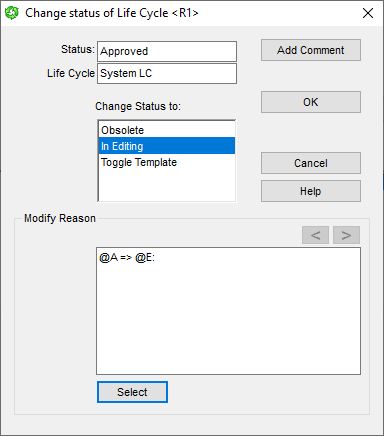 Change status of Life Cycle <R1>
Status: Approved
Add Comment
Life Cycle System LC
Change Status to:
OK
Obsolete
In Editing
Toggle Template
Cancel
Help
Modify Reason
< >
@A => @E:
Select